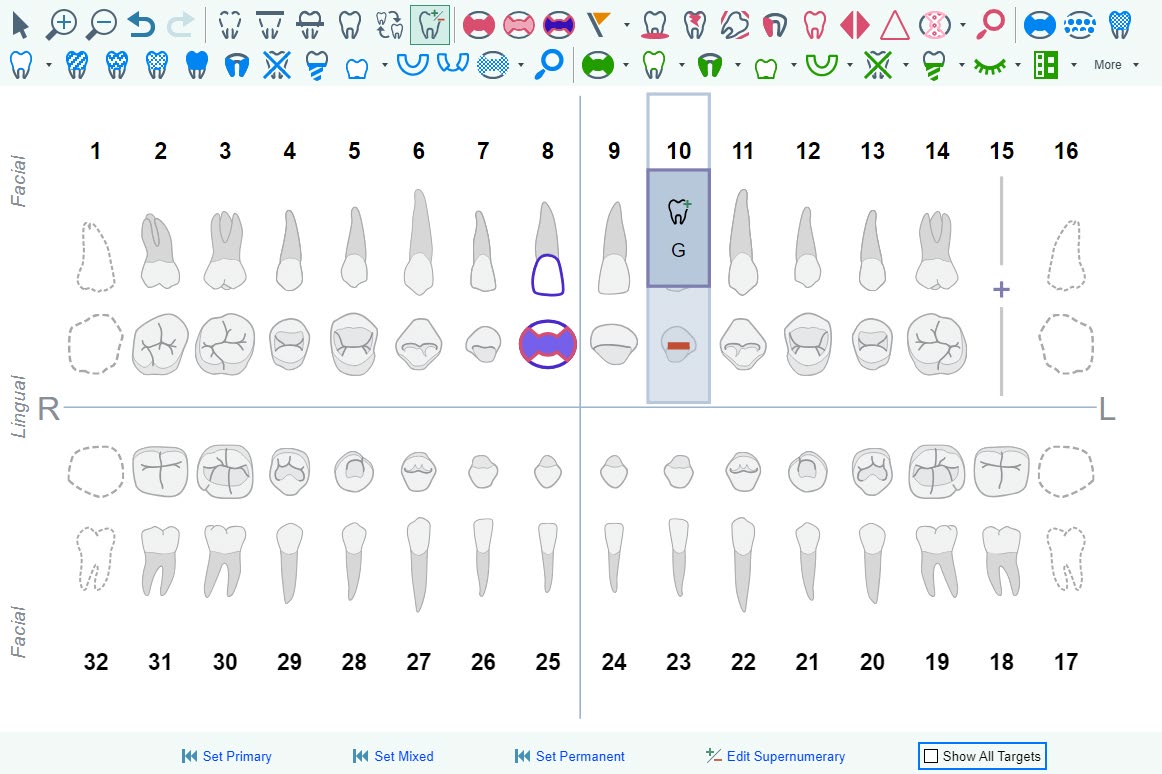 More
Facial
1 2 3 4 5 6 7 8 9 10 11 12 13 14 15 16
G
Lingual
R L
Facial
32 31 30 29 28 27 26 25 24 23 22 21 20 19 18 17
Set Primary Set Mixed Set Permanent Edit Supernumerary Show All Targets